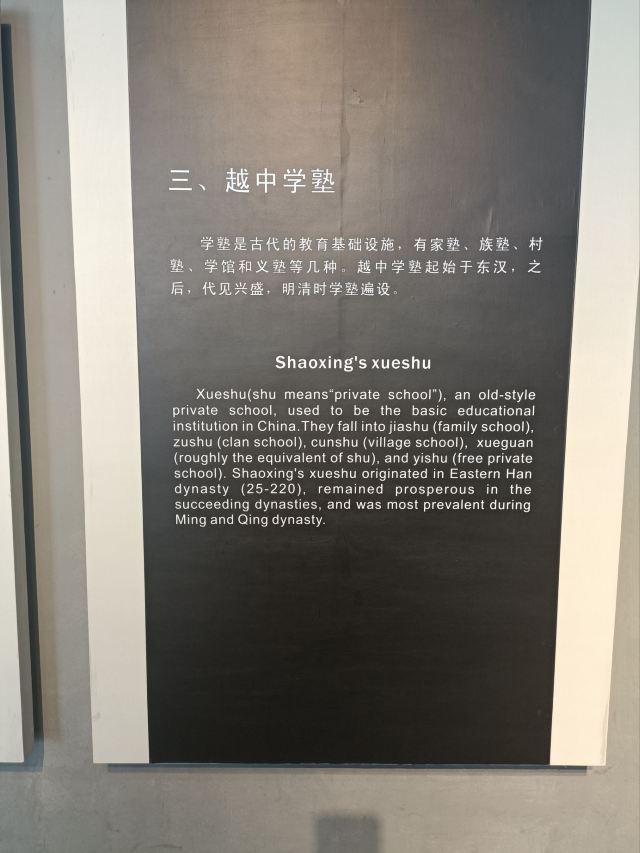 三、越中学塾
学塾是古代的教育基础设施，有家塾、族塾、村
塾、学馆和义塾等几种。越中学塾起始于东汉，之
后，代见兴盛，明清时学塾遍设。
Shaoxing's xueshu
Xueshu(shu means“private school”), an old-style
private school, used to be the basic educational
institution in China.They fall into jiashu (family school),
zushu (clan school), cunshu (village school), xueguan
(roughly the equivalent of shu), and yishu (free private
school). Shaoxing's xueshu originated in Eastern Han
dynasty (25-220), remained prosperous in the
succeeding dynasties, and was most prevalent during
Ming and Qing dynasty.